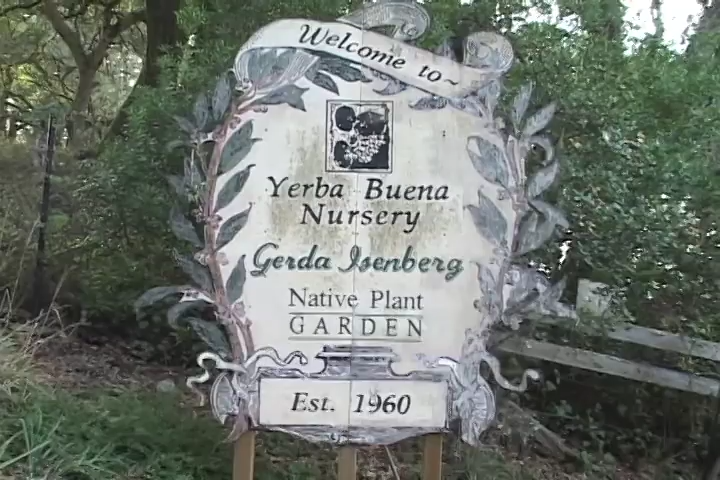 Welcome to~
Yerba Buena
Nursery
Gerda Isenberg
Native Plant
GARDEN
Est. 1960